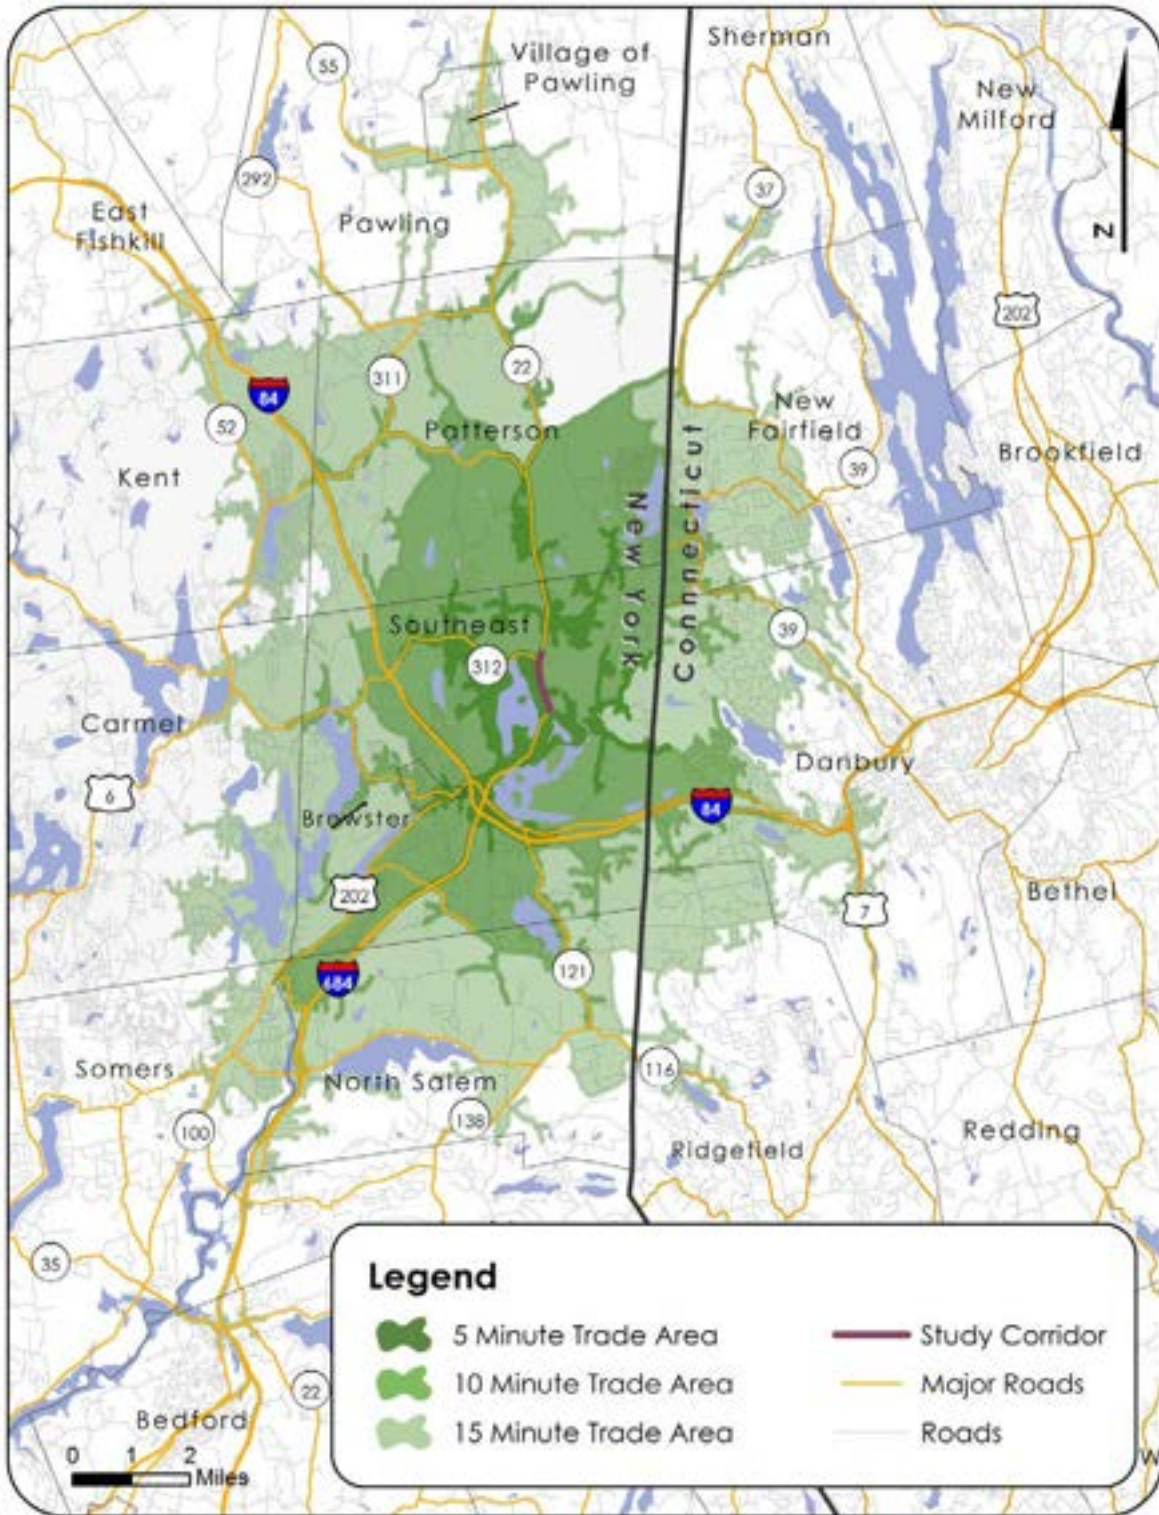 Sherman
Village of
Pawling
55
New
Milford
292
37
East
Fishkill
Pawling
N
202
22
311
84
52
New
Fairfield
Patterson
39
Brookfield
Kent
New York
Connecticut
Southeast
39
312
Carmel
Danbury
6
84
Brewster
202
7
Bethel
121
684
Somers
North Salem
116
138
100
Redding
Ridgefield
35
22
Bedford
0 1 2
Miles
Legend
5 Minute Trade Area
10 Minute Trade Area
15 Minute Trade Area
Study Corridor
Major Roads
Roads
W